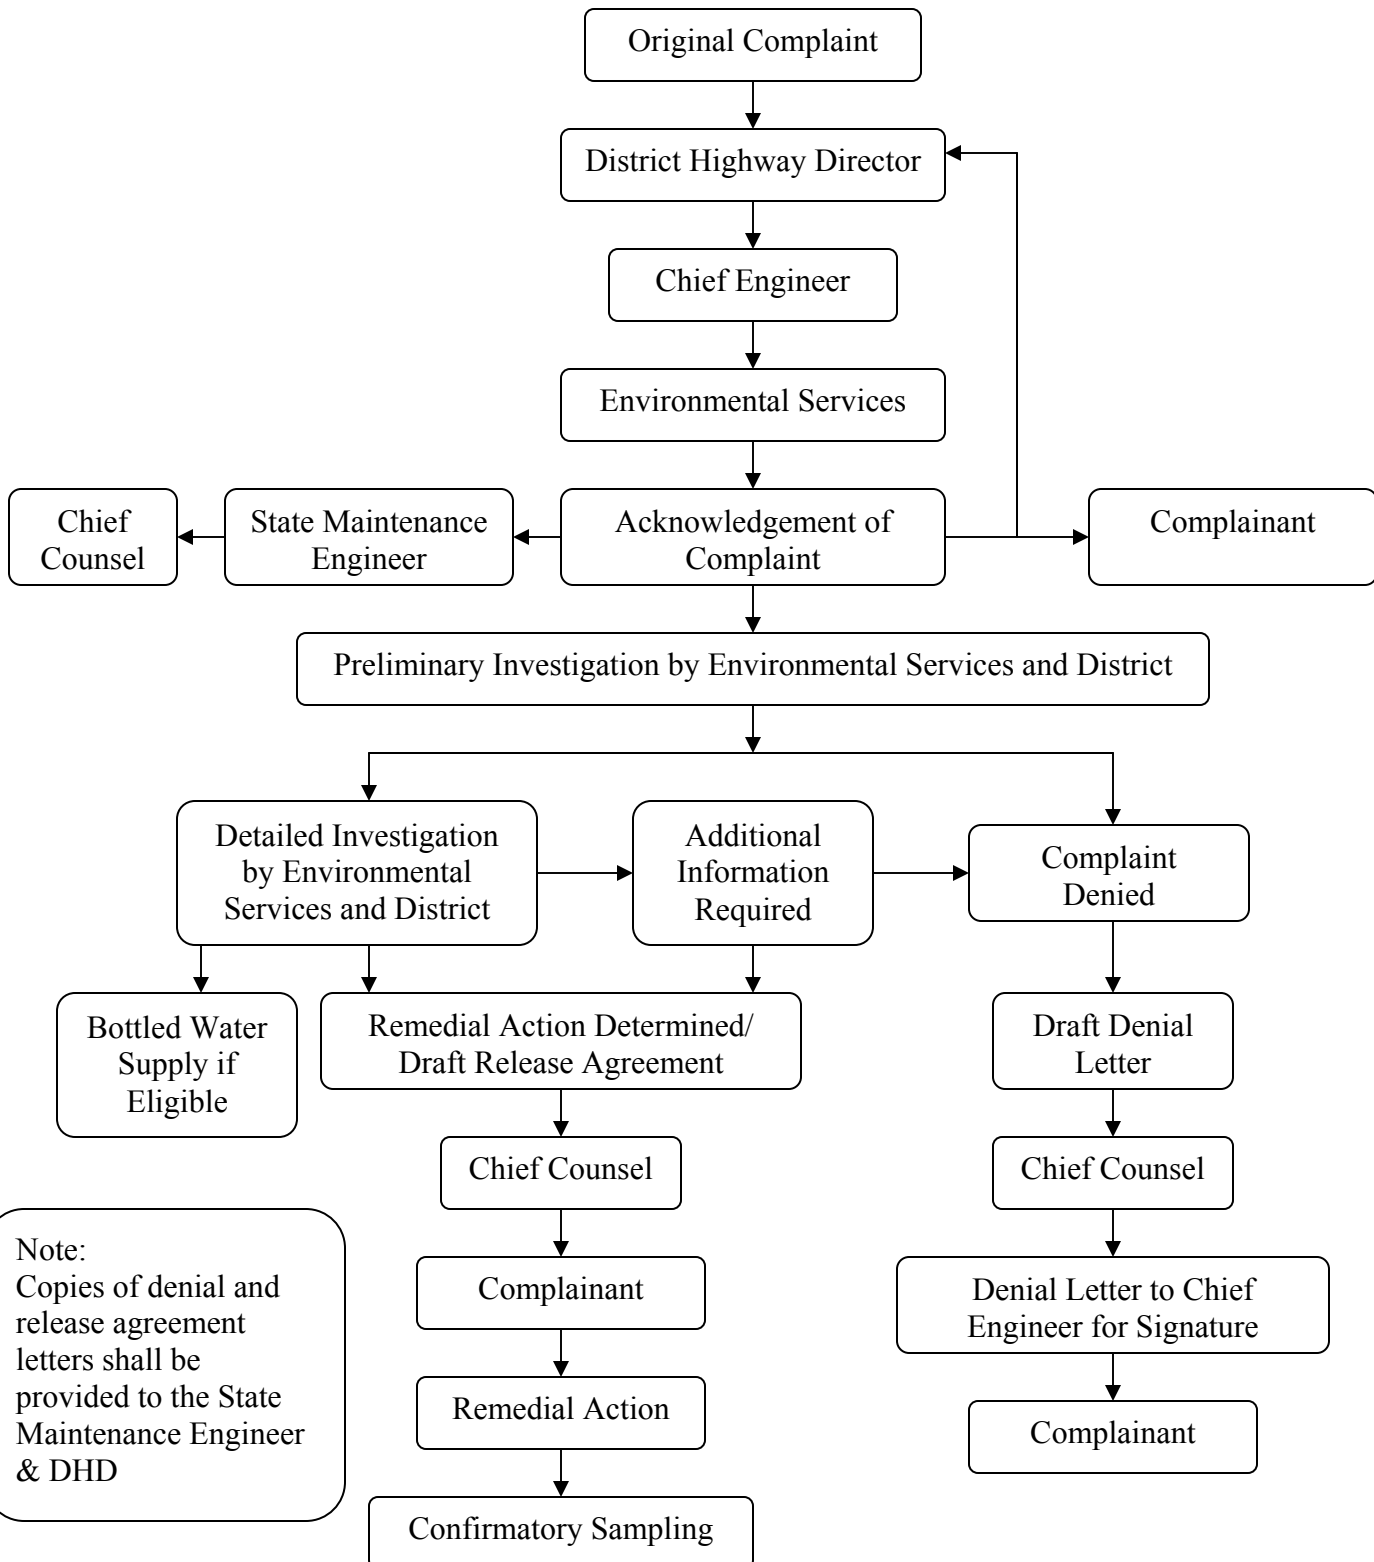 Original Complaint
District Highway Director
Chief Engineer
Environmental Services
Chief
Counsel
State Maintenance
Engineer
Acknowledgement of
Complaint
Complainant
Preliminary Investigation by Environmental Services and District
Detailed Investigation
by Environmental
Services and District
Additional
Information
Required
Complaint
Denied
Bottled Water
Supply if
Eligible
Remedial Action Determined/
Draft Release Agreement
Draft Denial
Letter
Chief Counsel
Chief Counsel
Note:
Copies of denial and
release agreement
letters shall be
provided to the State
Maintenance Engineer
& DHD
Complainant
Denial Letter to Chief
Engineer for Signature
Remedial Action
Complainant
Confirmatory Sampling